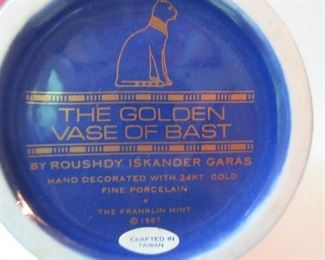 THE GOLDEN
VASE OF BAST
BY ROUSHDY ISKANDER GARAS
HAND DECORATED WITH 24KT GOLD
FINE PORCELAIN
THE FRANKLIN MINT
© 1987
CRAFTED IN
TAIWAN